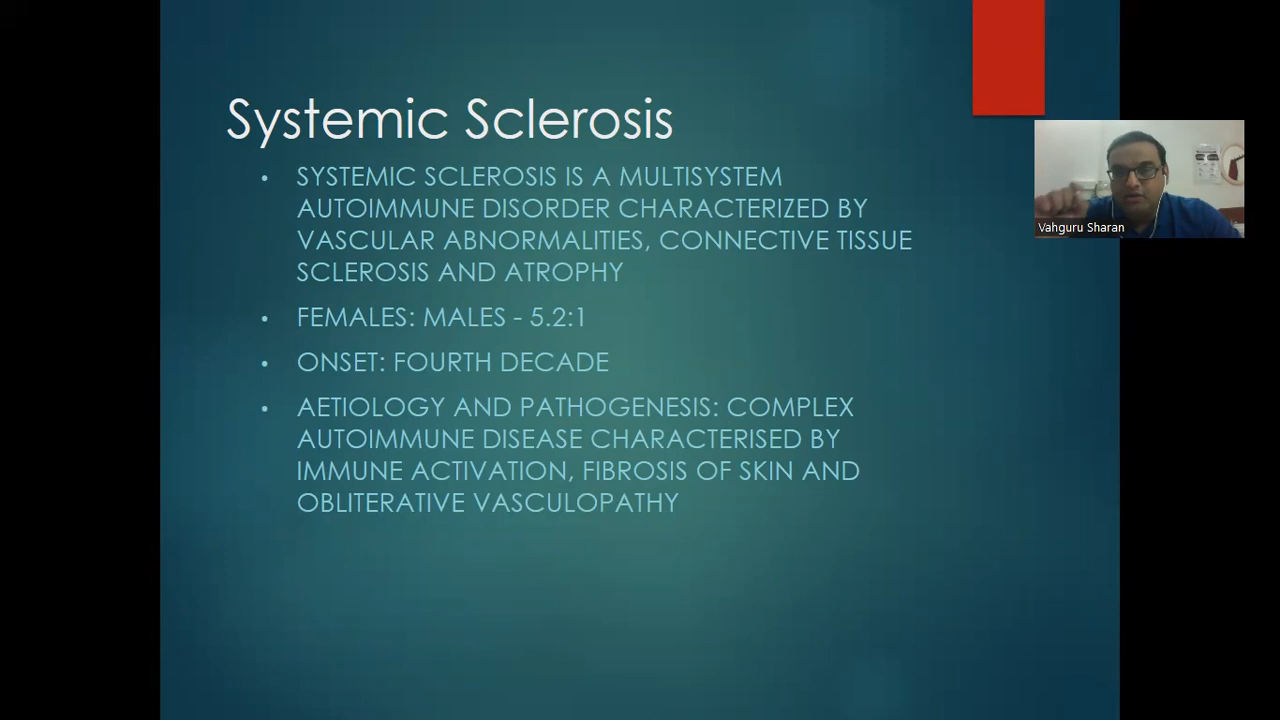 Systemic Sclerosis
• SYSTEMIC SCLEROSIS IS A MULTISYSTEM
AUTOIMMUNE DISORDER CHARACTERIZED BY
VASCULAR ABNORMALITIES, CONNECTIVE TISSUE
SCLEROSIS AND ATROPHY
• FEMALES: MALES - 5.2:1
• ONSET: FOURTH DECADE
• AETIOLOGY AND PATHOGENESIS: COMPLEX
AUTOIMMUNE DISEASE CHARACTERISED BY
IMMUNE ACTIVATION, FIBROSIS OF SKIN AND
OBLITERATIVE VASCULOPATHY
Vahguru Sharan